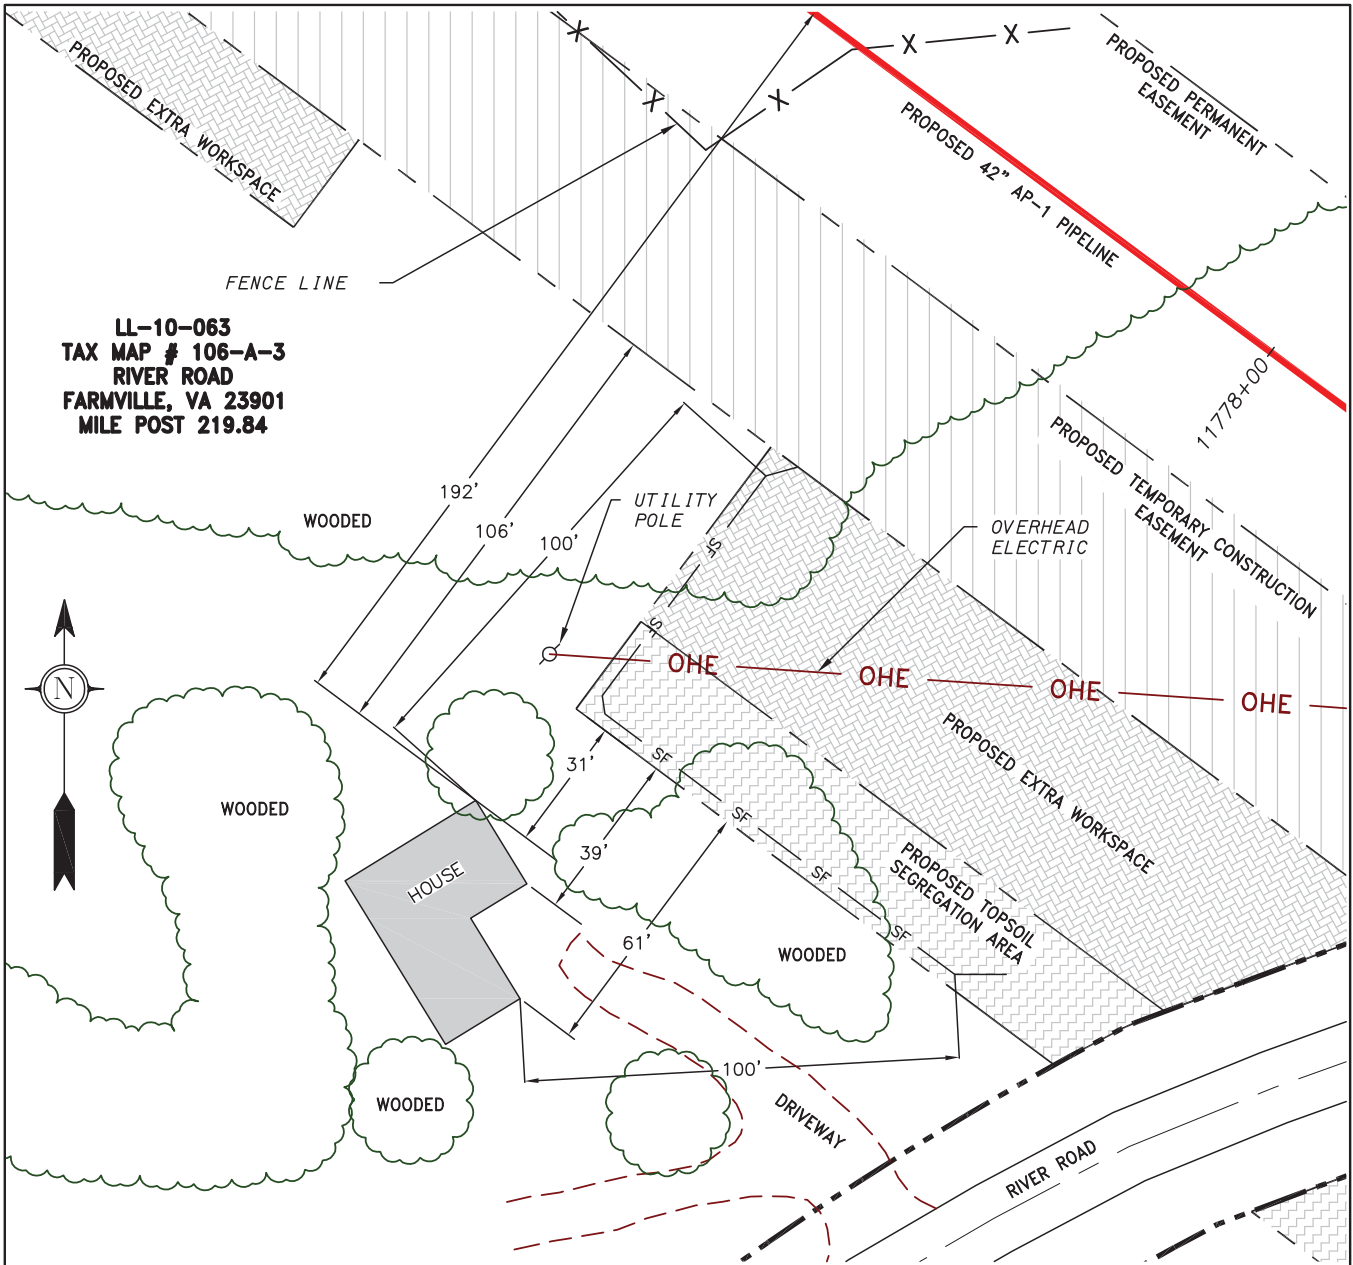 PROPOSED EXTRA WORKSPACE
X
X
X
X
X
PROPOSED PERMANENT
EASEMENT
PROPOSED 42" AP-1 PIPELINE
FENCE LINE
LL-10-063
TAX MAP # 106-A-3
RIVER ROAD
FARMVILLE, VA 23901
MILE POST 219.84
11778+00
PROPOSED TEMPORARY CONSTRUCTION
EASEMENT
192'
106'
100'
WOODED
UTILITY
POLE
OVERHEAD
ELECTRIC
SF
SF
OHE
OHE
OHE
OHE
N
PROPOSED EXTRA WORKSPACE
31'
39'
61'
SF
SF
SF
SF
WOODED
HOUSE
PROPOSED TOPSOIL
SEGREGATION AREA
WOODED
100'
WOODED
DRIVEWAY
RIVER ROAD